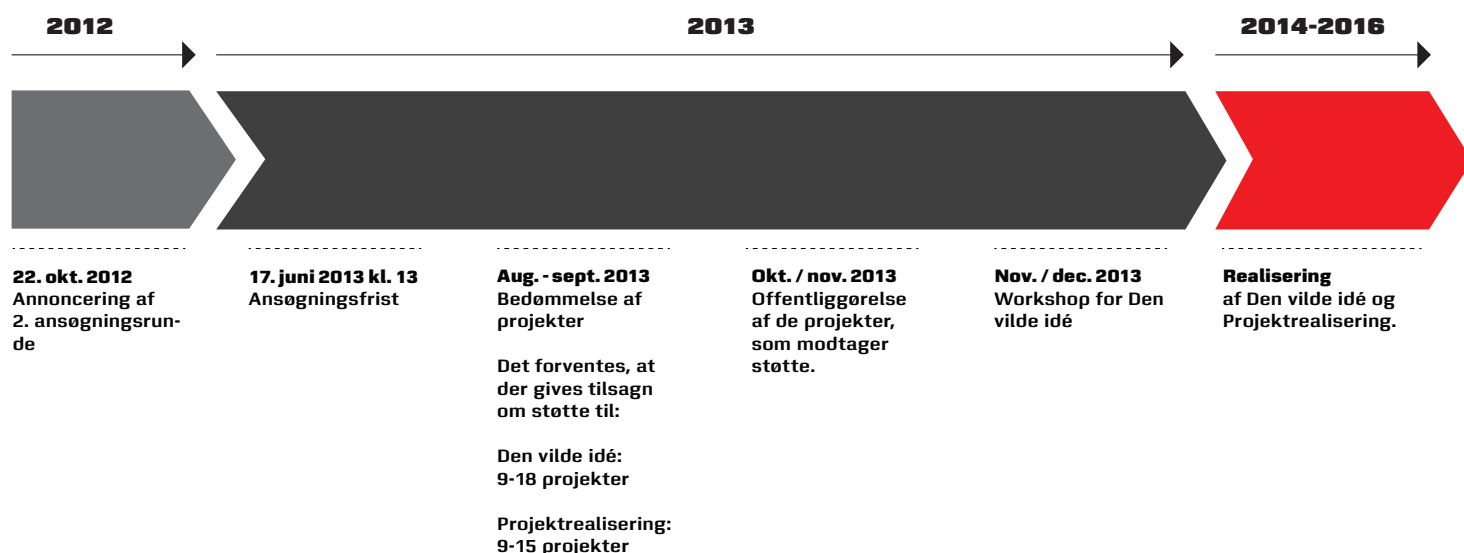 2012
2013
2014-2016
22. okt. 2012
Annoncering af
2. ansøgningsrun-
de
17. juni 2013 kl. 13
Ansøgningsfrist
Aug. - sept. 2013
Bedømmelse af
projekter
Det forventes, at
der gives tilsagn
om støtte til:
Den vilde idé:
9-18 projekter
Projektrealisering:
9-15 projekter
Okt. / nov. 2013
Offentliggørelse
af de projekter,
som modtager
støtte.
Nov. / dec. 2013
Workshop for Den
vilde idé
Realisering
af Den vilde idé og
Projektrealisering.